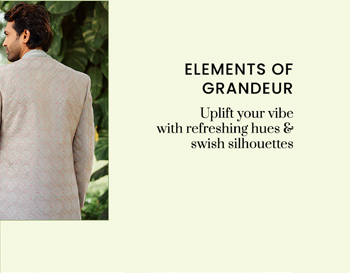 ELEMENTS OF
GRANDEUR
Uplift your vibe
with refreshing hues &
swish silhouettes